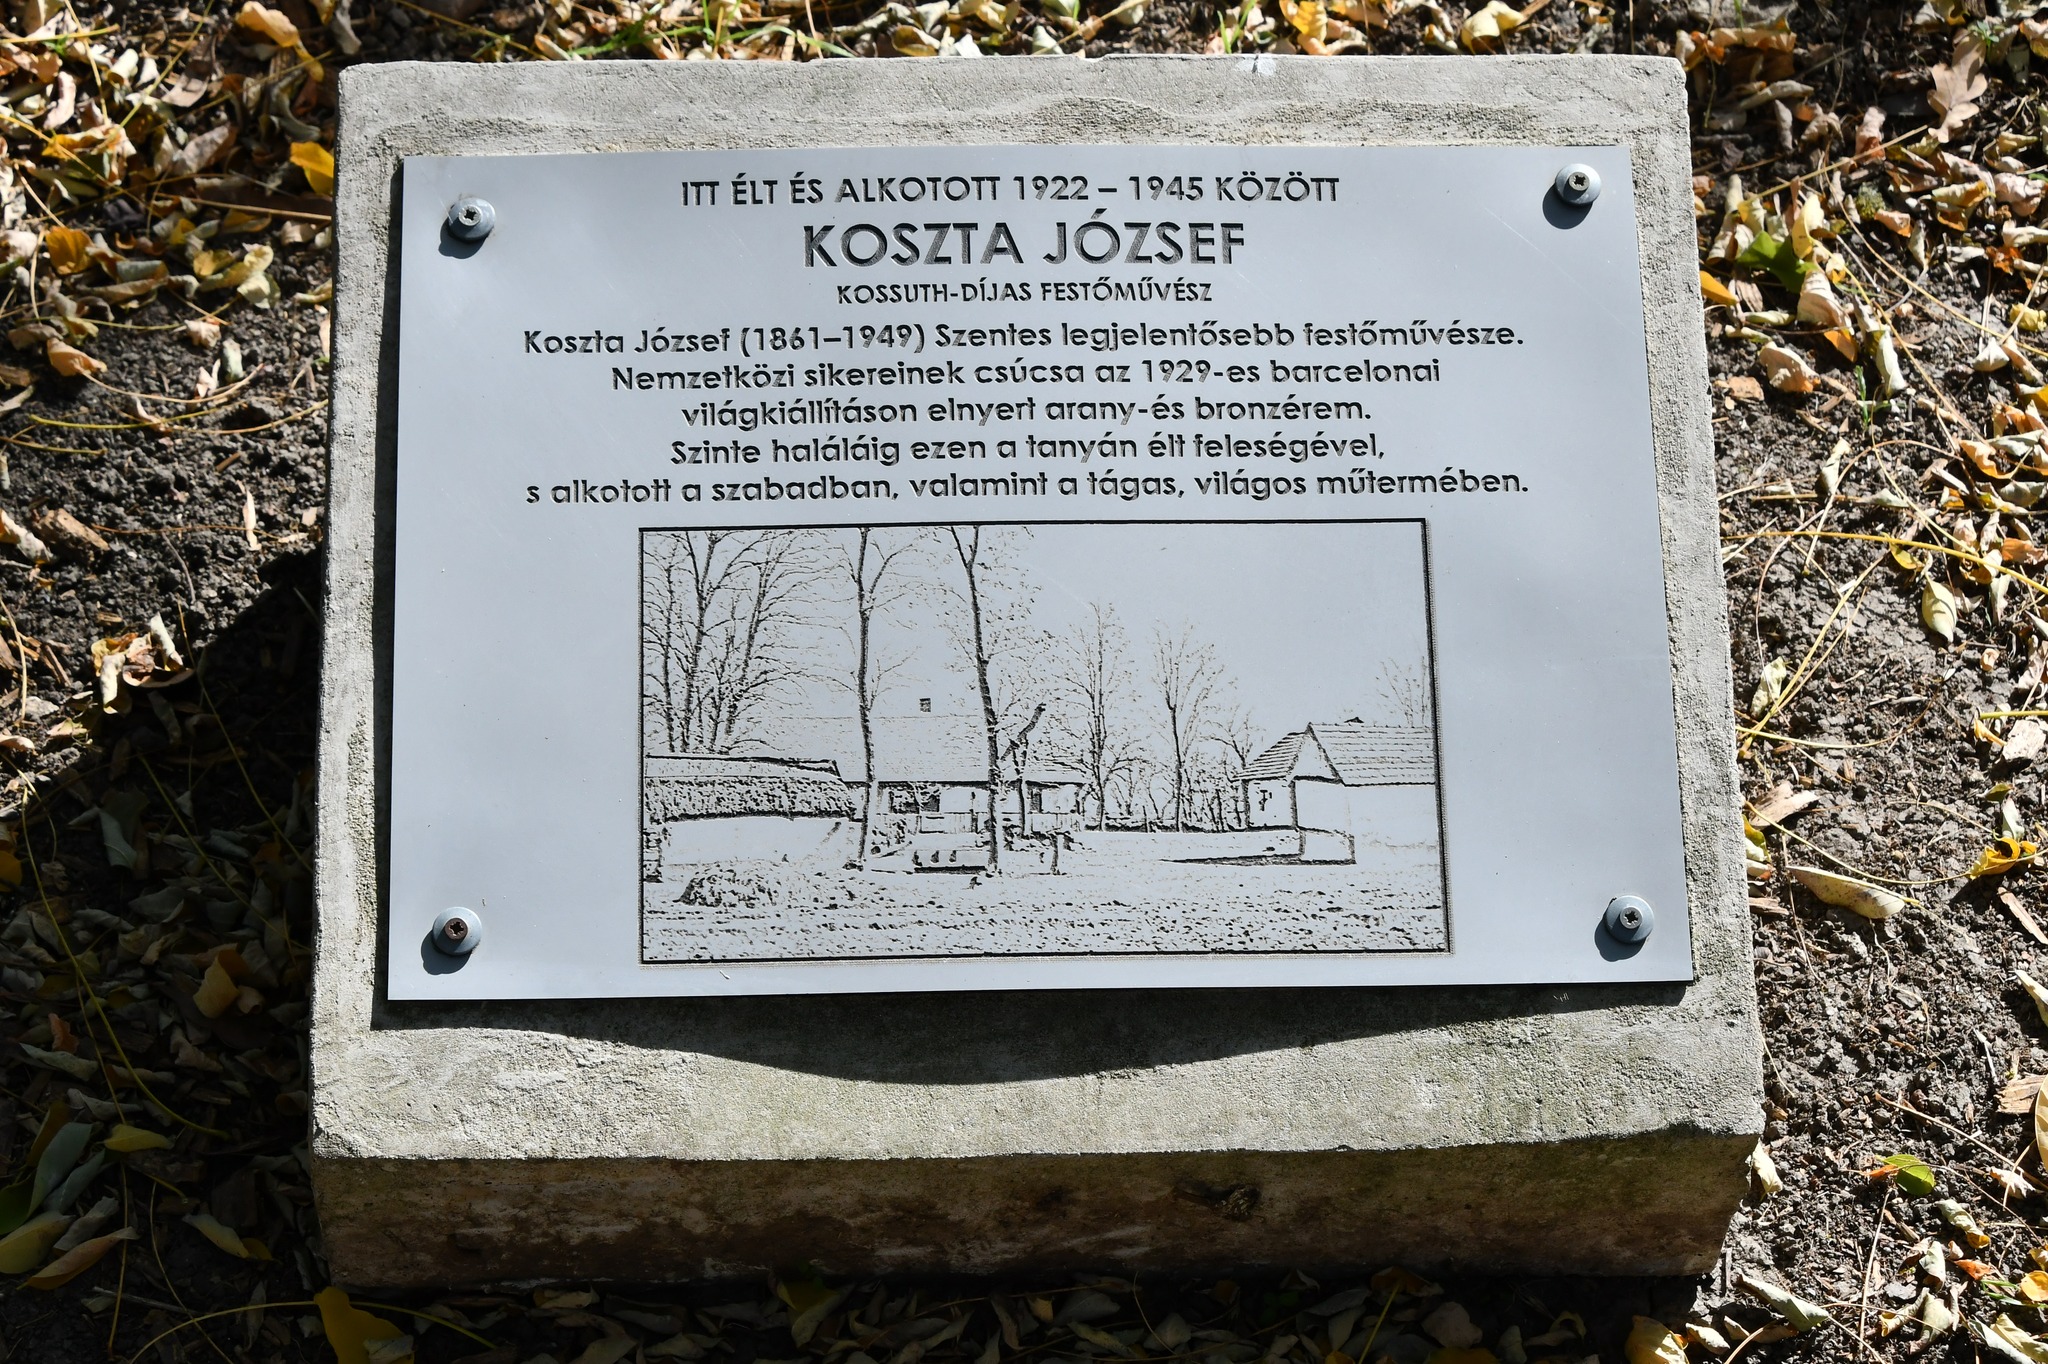 ITT ÉLT ÉS ALKOTOTT 1922 – 1945 KÖZÖTT
KOSZTA JÓZSEF
KOSSUTH-DÍJAS FESTŐMŰVÉSZ
Koszta József (1861–1949) Szentes legjelentősebb festőművésze.
Nemzetközi sikereinek csúcsa az 1929-es barcelonai
világkiállításon elnyert arany-és bronzérem.
Szinte haláláig ezen a tanyán élt feleségével,
s alkotott a szabadban, valamint a tágas, világos műtermében.